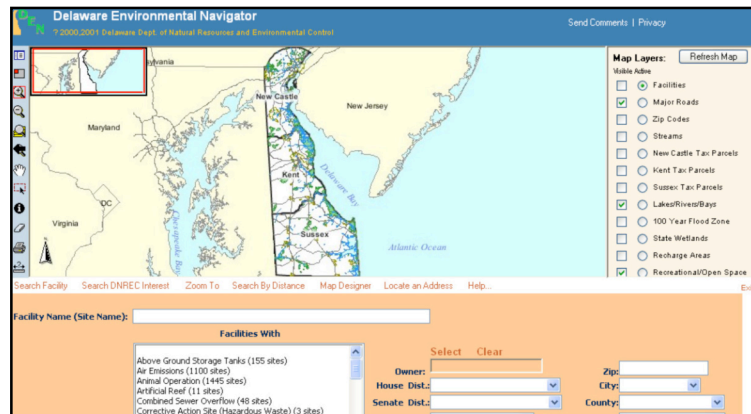 DEN
Delaware Environmental Navigator
? 2000,2001 Delaware Dept. of Natural Resources and Environmental Control
Send Comments | Privacy
sylvania
New Castle
New Jersey
Maryland
Kent
Delaware Bay
DC
Virginia
Chesapeake Bay
Sussex
Atlantic Ocean
Map Layers: Refresh Map
Visible Active
Facilities
Major Roads
Zip Codes
Streams
New Castle Tax Parcels
Kent Tax Parcels
Sussex Tax Parcels
Lakes/Rivers/Bays
100 Year Flood Zone
State Wetlands
Recharge Areas
Recreational/Open Space
Search Facility Search DNREC Interest Zoom To Search By Distance Map Designer Locate an Address Help...
Facility Name (Site Name):
Facilities With
Above Ground Storage Tanks (155 sites)
Air Emissions (1100 sites)
Animal Operation (1445 sites)
Artificial Reef (11 sites)
Combined Sewer Overflow (48 sites)
Corrective Action Site (Hazardous Waste) (3 sites)
Select Clear
Owner: Zip:
House Dist.: City:
Senate Dist.: County: